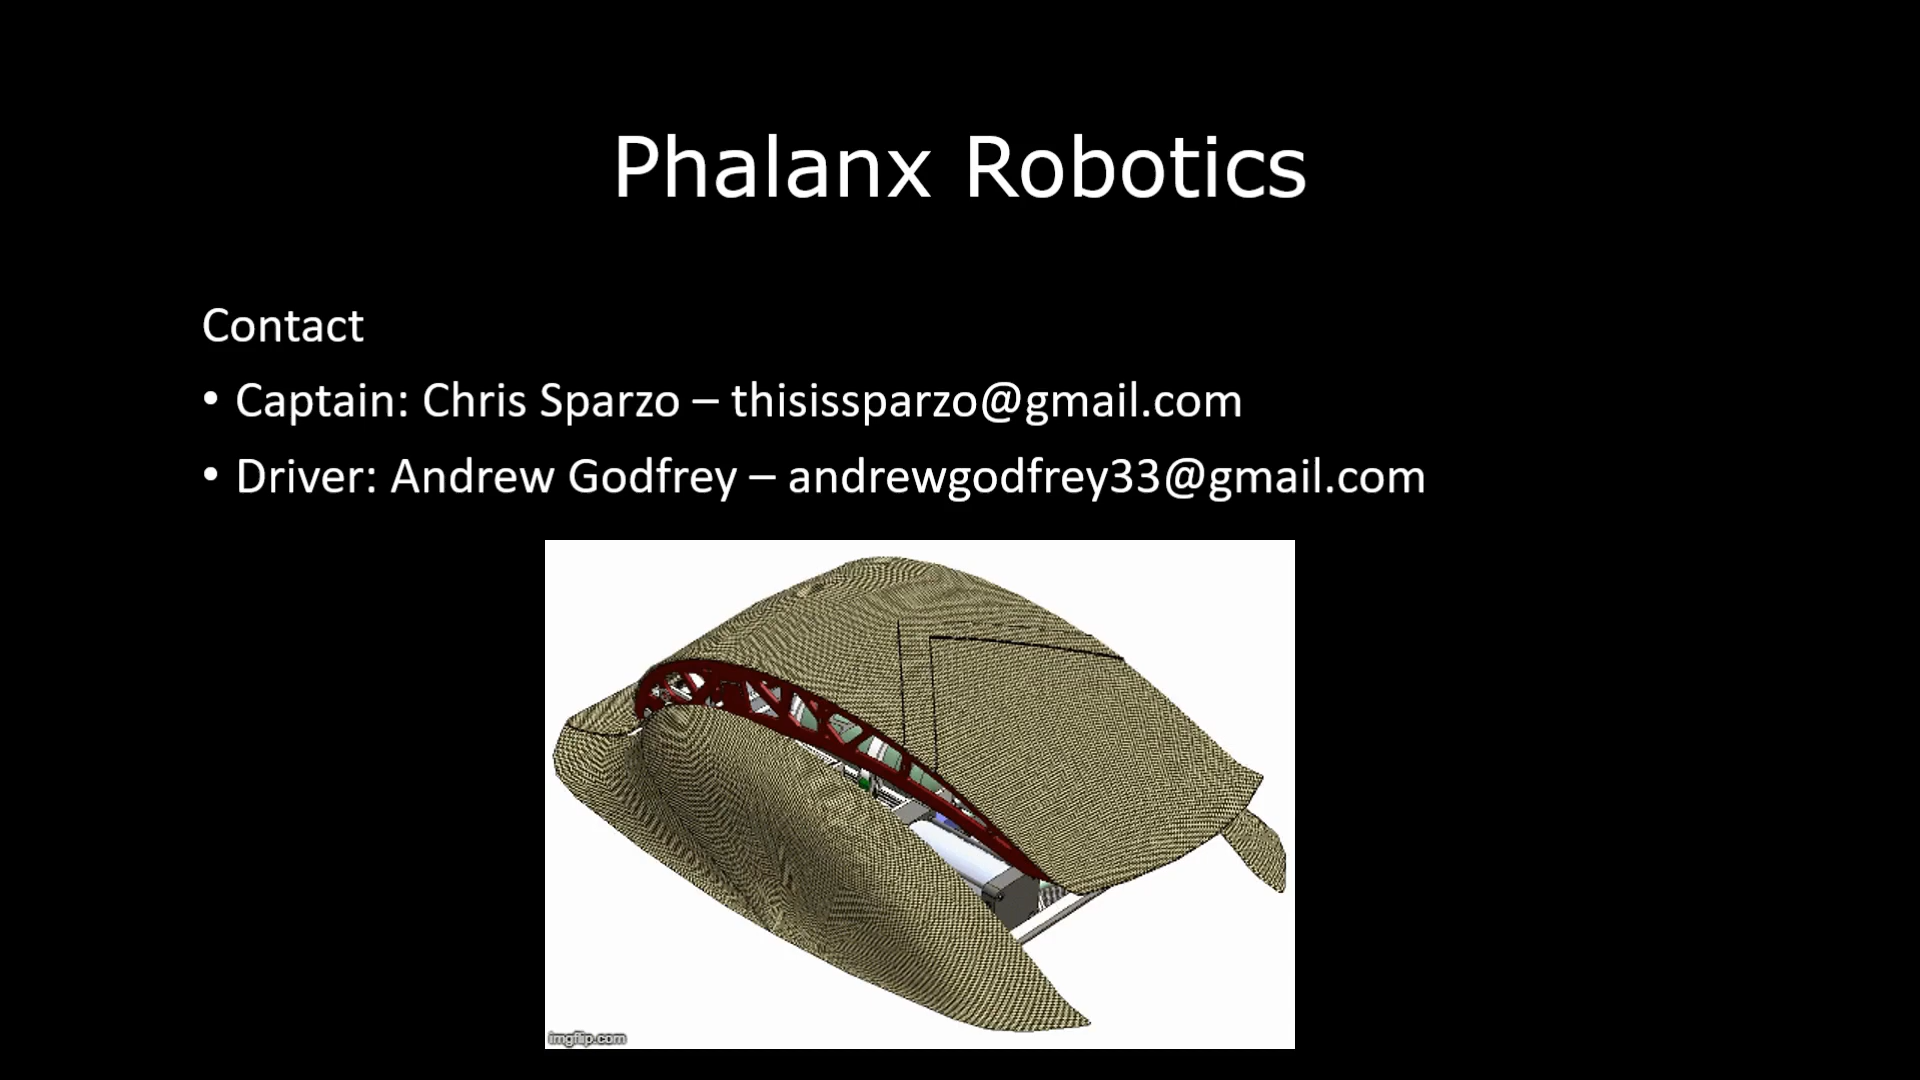 Phalanx Robotics
Contact
• Captain: Chris Sparzo – thisissparzo@gmail.com
• Driver: Andrew Godfrey – andrewgodfrey33@gmail.com
imgflip.com